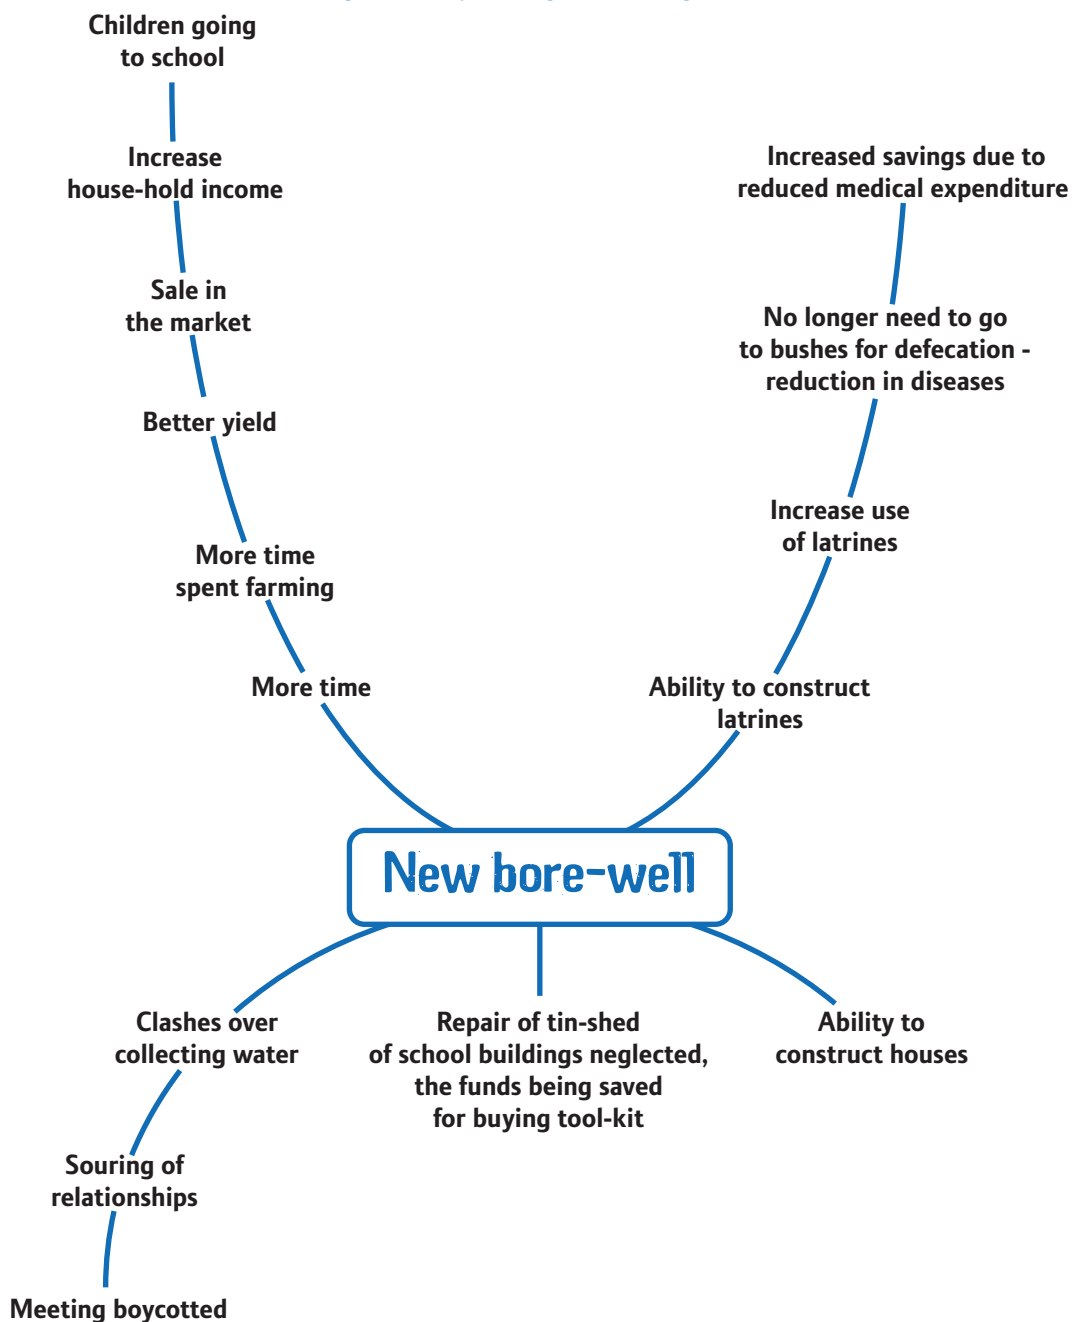 Children going
to school
Increase
house-hold income
Increased savings due to
reduced medical expenditure
Sale in
the market
No longer need to go
to bushes for defecation -
reduction in diseases
Better yield
Increase use
of latrines
More time
spent farming
More time
Ability to construct
latrines
New bore-well
Clashes over
collecting water
Repair of tin-shed
of school buildings neglected,
the funds being saved
for buying tool-kit
Ability to
construct houses
Souring of
relationships
Meeting boycotted